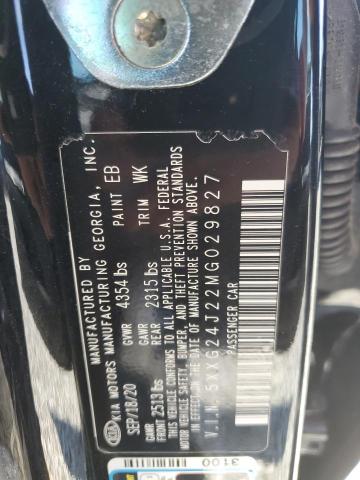 MANUFACTURED BY
KIA MOTORS MANUFACTURING GEORGIA, INC.
SEP/18/20 GVWR 4354 lbs PAINT EB
GAWR FRONT 2513 lbs GAWR REAR 2315 lbs TRIM WK
THIS VEHICLE CONFORMS TO ALL APPLICABLE U.S.A. FEDERAL
MOTOR VEHICLE SAFETY, BUMPER, AND THEFT PREVENTION STANDARDS
IN EFFECT ON THE DATE OF MANUFACTURE SHOWN ABOVE.
V.I.N.: 5XXG24J22MG029827
PASSENGER CAR
3100